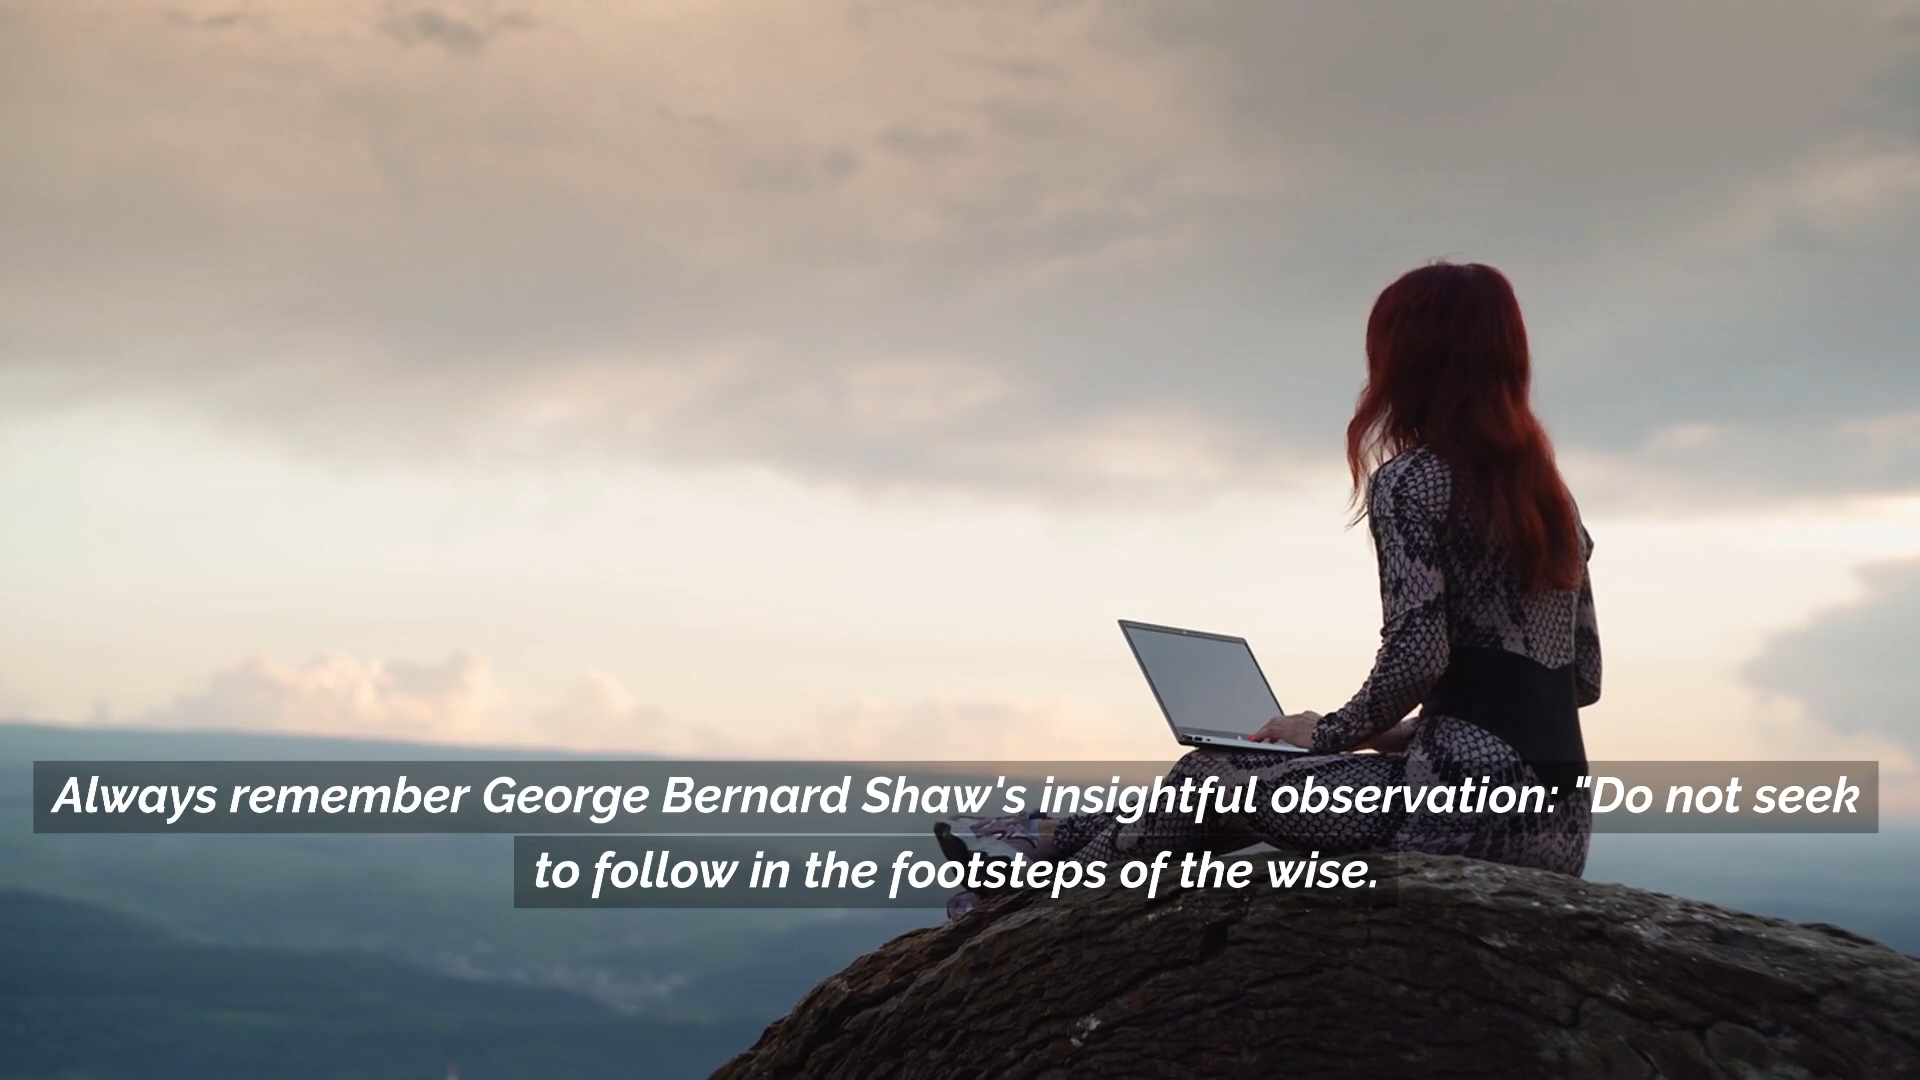 Always remember George Bernard Shaw's insightful observation: "Do not seek
to follow in the footsteps of the wise.